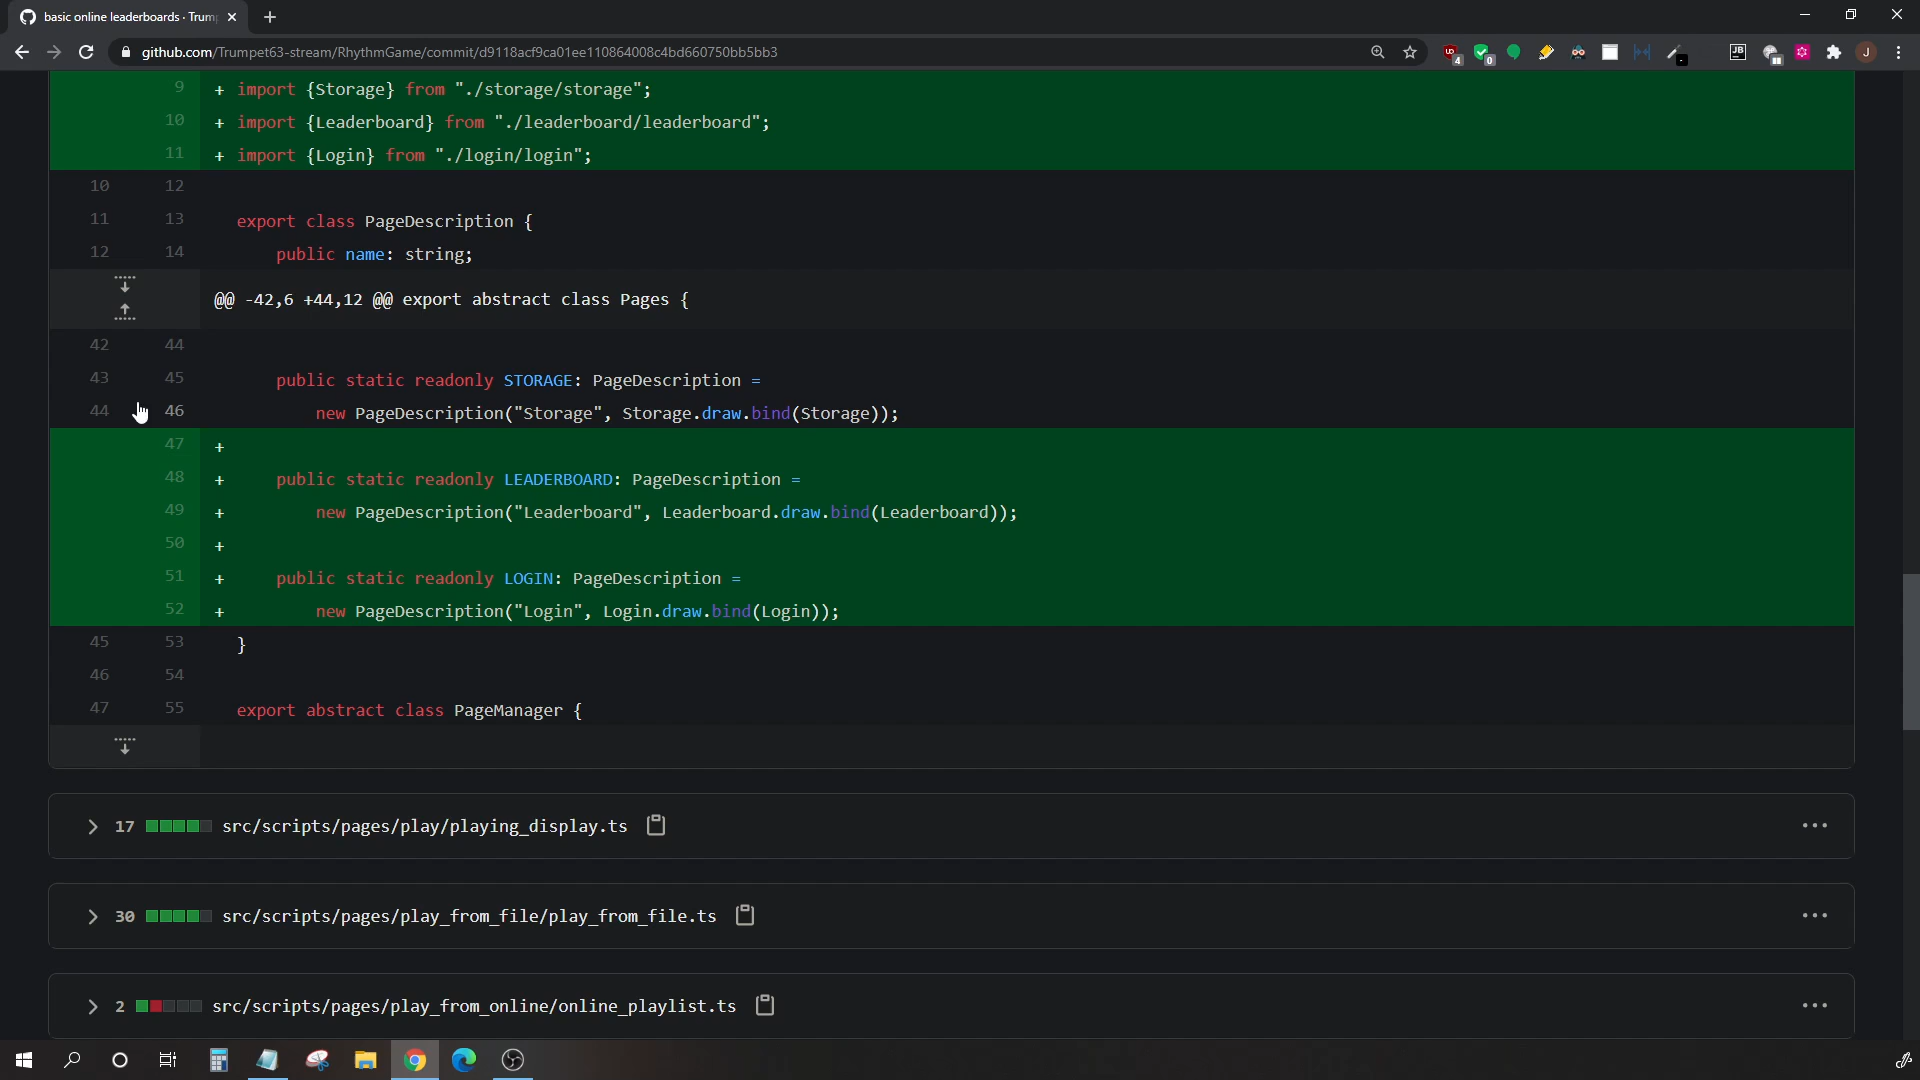 basic online leaderboards · Trump
github.com/Trumpet63-stream/RhythmGame/commit/d9118acf9ca01ee110864008c4bd660750bb5bb3
4
0
JB
J
9 + import {Storage} from "./storage/storage";
10 + import {Leaderboard} from "./leaderboard/leaderboard";
11 + import {Login} from "./login/login";
10 12
11 13 export class PageDescription {
12 14 public name: string;
@@ -42,6 +44,12 @@ export abstract class Pages {
42 44
43 45 public static readonly STORAGE: PageDescription =
44 46 new PageDescription("Storage", Storage.draw.bind(Storage));
47 +
48 + public static readonly LEADERBOARD: PageDescription =
49 + new PageDescription("Leaderboard", Leaderboard.draw.bind(Leaderboard));
50 +
51 + public static readonly LOGIN: PageDescription =
52 + new PageDescription("Login", Login.draw.bind(Login));
45 53 }
46 54
47 55 export abstract class PageManager {
17 src/scripts/pages/play/playing_display.ts
30 src/scripts/pages/play_from_file/play_from_file.ts
2 src/scripts/pages/play_from_online/online_playlist.ts